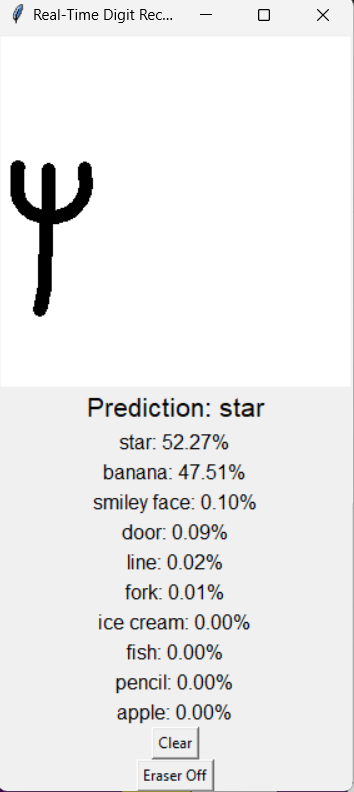 Real-Time Digit Rec...
Prediction: star
star: 52.27%
banana: 47.51%
smiley face: 0.10%
door: 0.09%
line: 0.02%
fork: 0.01%
ice cream: 0.00%
fish: 0.00%
pencil: 0.00%
apple: 0.00%
Clear
Eraser Off